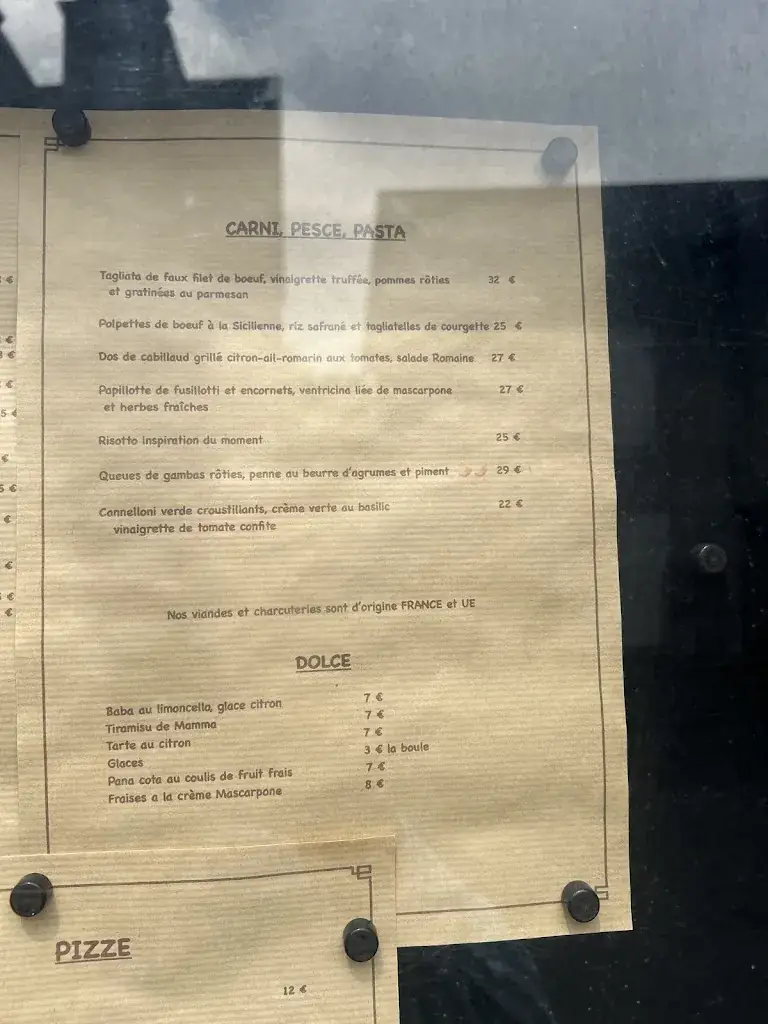 CARNI, PESCE, PASTA
Tagliata de faux filet de boeuf, vinaigrette truffée, pommes rôties 32 €
et gratinées au parmesan
Polpettes de boeuf à la Sicilienne, riz safrané et tagliatelles de courgette 25 €
Dos de cabillaud grillé citron-ail-romarin aux tomates, salade Romaine 27 €
Papillotte de fusillotti et encornets, ventricina liée de mascarpone 27 €
et herbes fraîches
Risotto inspiration du moment 25 €
Queues de gambas rôties, penne au beurre d'agrumes et piment 29 €
Cannelloni verde croustillants, crème verte au basilic 22 €
vinaigrette de tomate confite
Nos viandes et charcuteries sont d'origine FRANCE et UE
DOLCE
Baba au limoncello, glace citron 7 €
Tiramisu de Mamma 7 €
Tarte au citron 7 €
Glaces 3 € la boule
Pana cota au coulis de fruit frais 7 €
Fraises a la crème Mascarpone 8 €
PIZZE
12 €